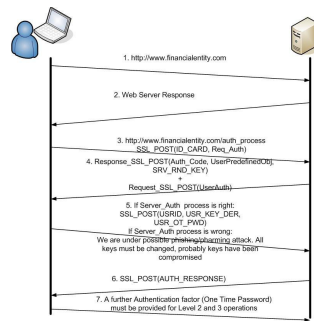 1. http://www.financialentity.com
2. Web Server Response
3. http://www.financialentity.com/auth_process
SSL_POST(ID_CARD, Req_Auth)
4. Response_SSL_POST(Auth_Code, UserPredefinedObj,
SRV_RND_KEY)
+
Request_SSL_POST(UserAuth)
5. If Server_Auth process is right:
SSL_POST(USRID, USR_KEY_DER,
USR_OT_PWD)
If Server_Auth process is wrong:
We are under possible phishing/pharming attack. All
keys must be changed, probably keys have been
compromised
6. SSL_POST(AUTH_RESPONSE)
7. A further Authentication factor (One Time Password)
must be provided for Level 2 and 3 operations